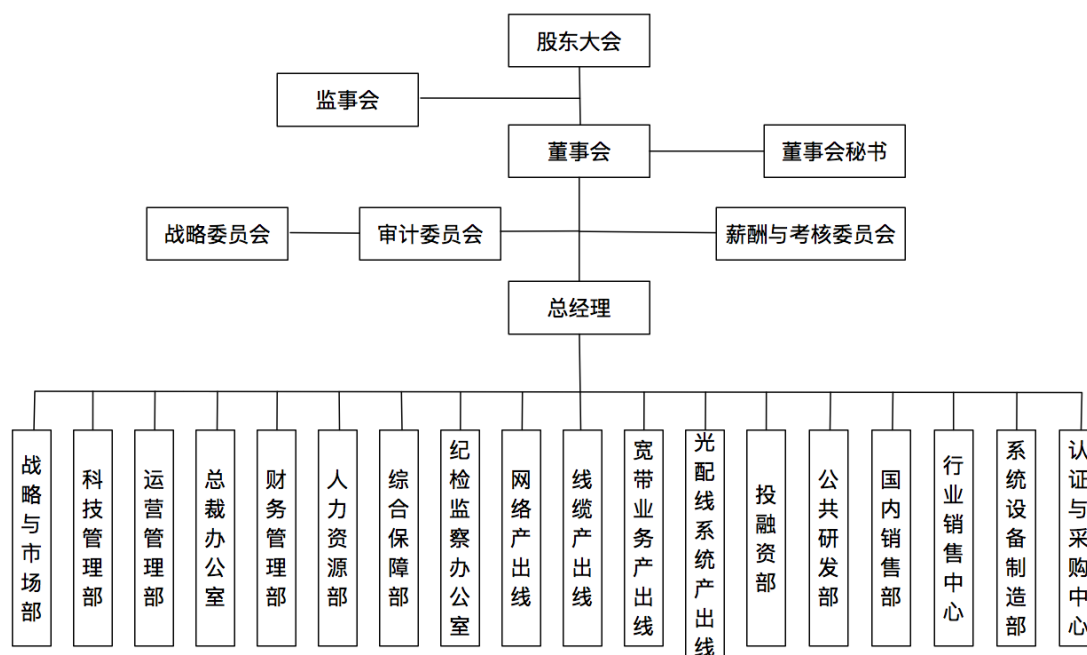 股东大会
监事会
董事会
董事会秘书
战略委员会
审计委员会
薪酬与考核委员会
总经理
战略与市场部
科技管理部
运营管理部
总裁办公室
财务管理部
人力资源部
综合保障部
纪检监察办公室
网络产出线
线缆产出线
宽带业务产出线
光配线系统产出线
投融资部
公共研发部
国内销售部
行业销售中心
系统设备制造部
认证与采购中心